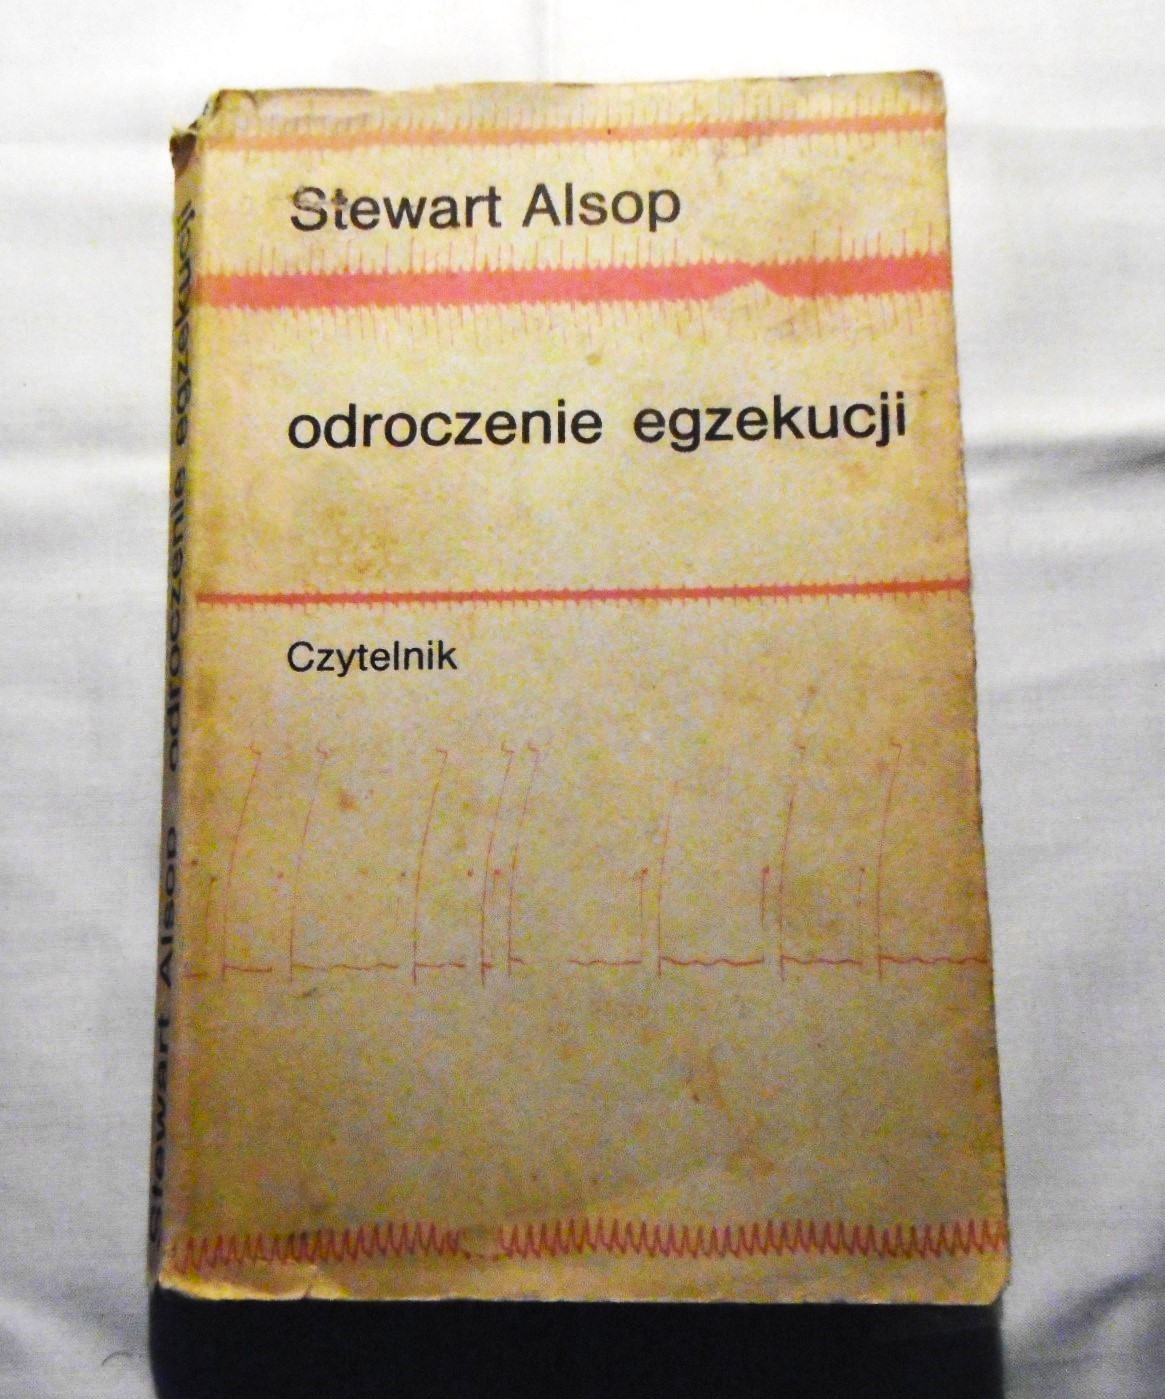 Stewart Alsop
odroczenie egzekucji
Czytelnik
Stewart Alsop odroczenie egzekucji